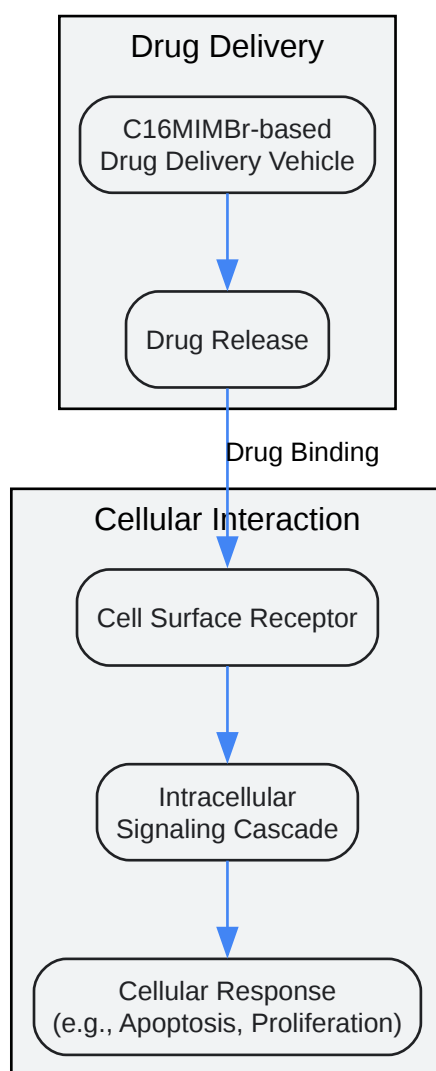 Drug Delivery
C16MIMBr-based
Drug Delivery Vehicle
Drug Release
Drug Binding
Cellular Interaction
Cell Surface Receptor
Intracellular
Signaling Cascade
Cellular Response
(e.g., Apoptosis, Proliferation)